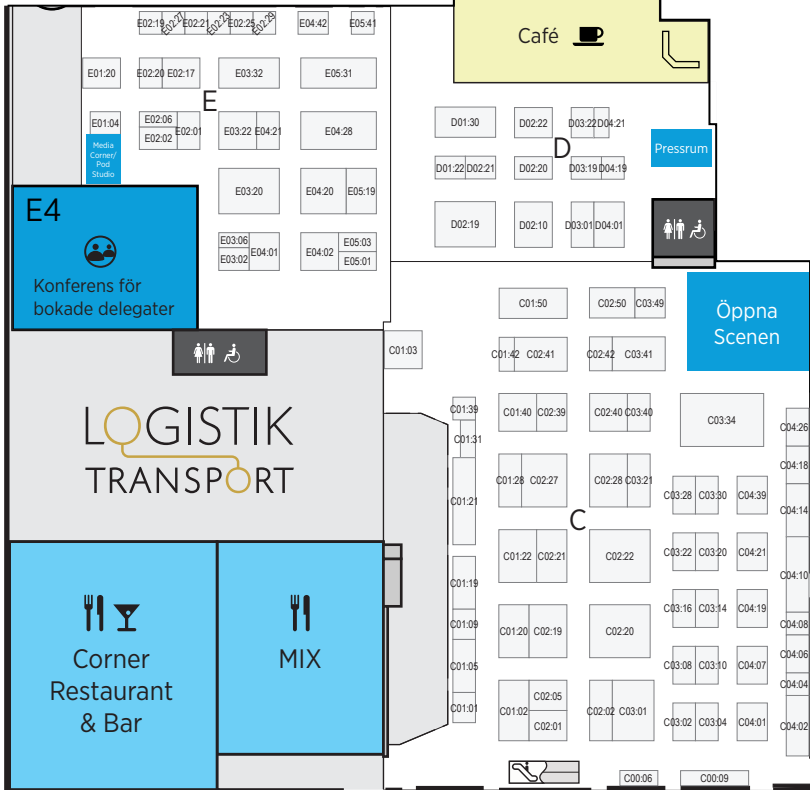 Café
E02:19
E02:27
E02:21
E02:23
E02:25
E02:29
E04:42
E05:41
E01:20
E02:20
E02:17
E03:32
E05:31
E
E01:04
E02:06
E02:02
E02:01
E03:22
E04:21
E04:28
Media
Corner/
Pod
Studio
E03:20
E04:20
E05:19
E4
Konferens för
bokade delegater
E03:06
E03:02
E04:01
E04:02
E05:03
E05:01
D01:30
D02:22
D03:22
D04:21
D
D01:22
D02:21
D02:20
D03:19
D04:19
D02:19
D02:10
D03:01
D04:01
Pressrum
Öppna
Scenen
C01:03
C01:50
C02:50
C03:49
C01:42
C02:41
C02:42
C03:41
C01:39
C01:31
C01:40
C02:39
C02:40
C03:40
C03:34
C04:26
C04:18
C01:21
C01:28
C02:27
C02:28
C03:21
C03:28
C03:30
C04:39
C04:14
C
C01:22
C02:21
C02:22
C03:22
C03:20
C04:21
C04:10
C01:19
C01:09
C01:05
C01:01
C01:20
C02:19
C02:20
C03:16
C03:14
C04:19
C04:08
C04:06
C04:04
C04:02
C03:08
C03:10
C04:07
C01:02
C02:05
C02:01
C02:02
C03:01
C03:02
C03:04
C04:01
C00:06
C00:09
LOGISTIK
TRANSPORT
Corner
Restaurant
& Bar
MIX